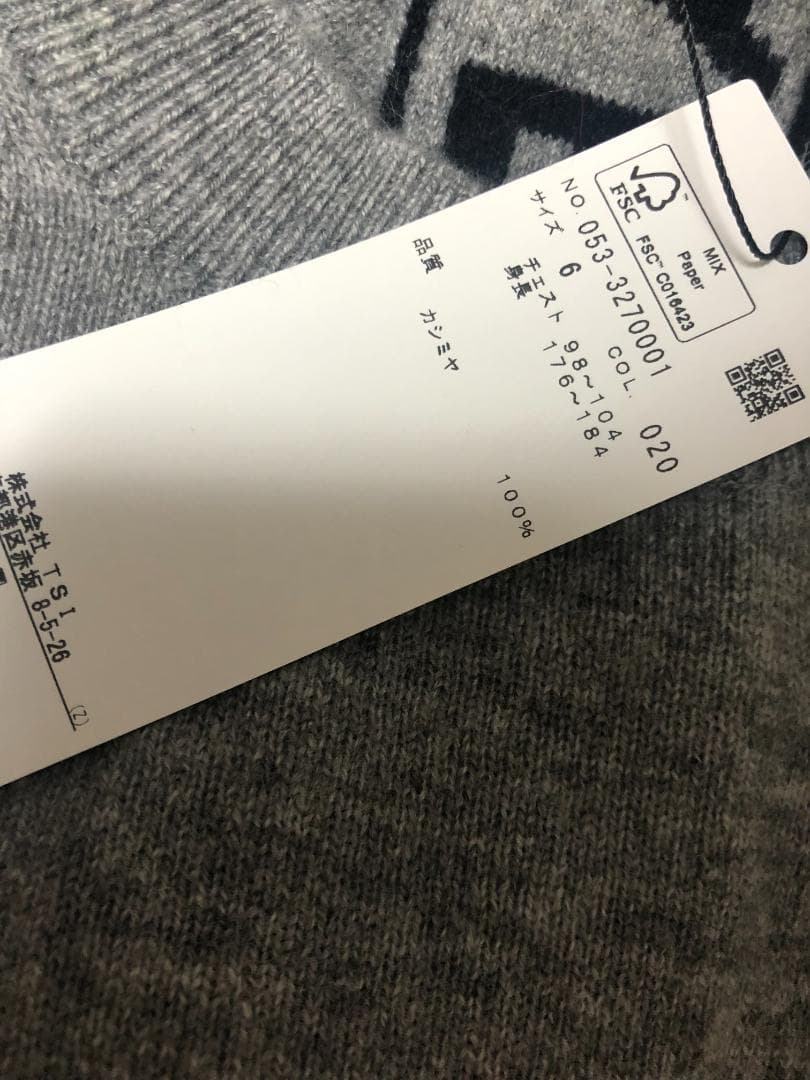 FSC
MIX
Paper
FSC™ C016423
NO. 053-3270001 COL. 020
サイズ 6 チェスト 98～104
身長 176～184
品質 カシミヤ 100%
株式会社 TSI
港区赤坂 8-5-26
(Z)